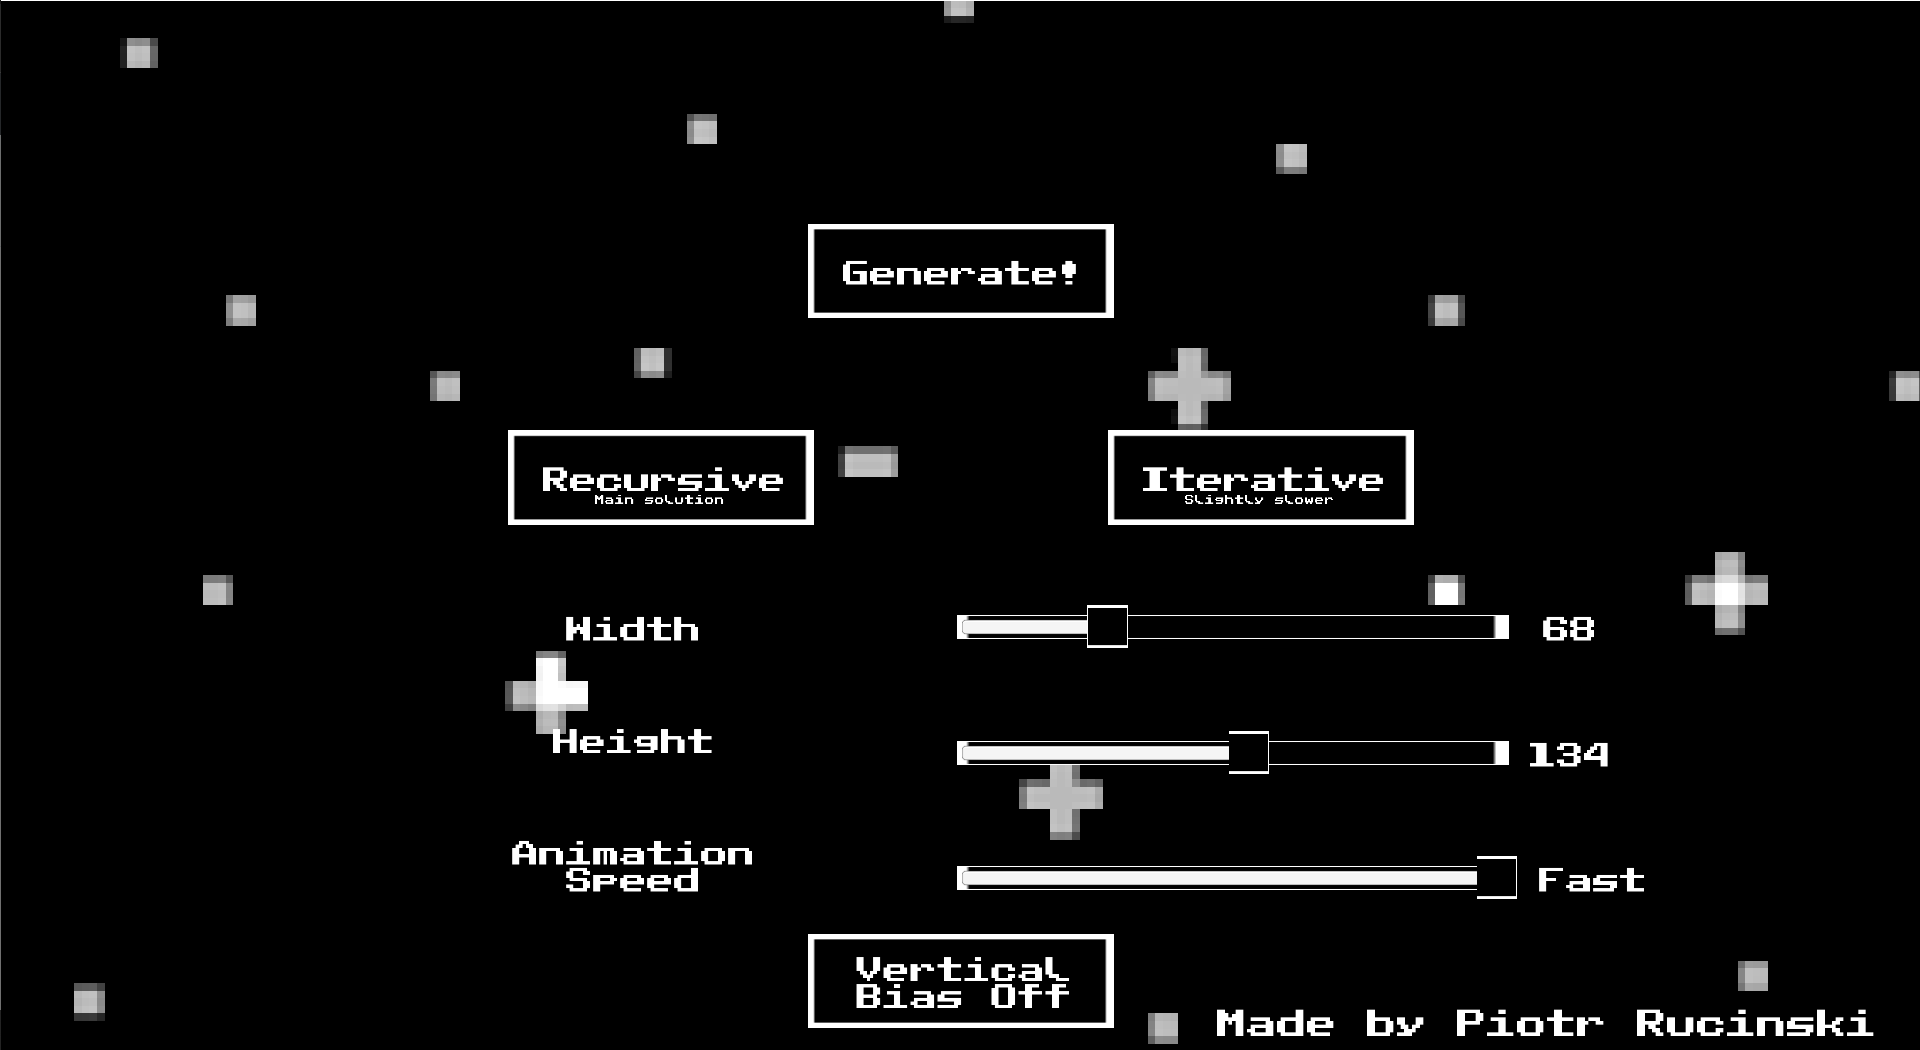 Generate!
Recursive
Main solution
Iterative
Slightly slower
Width
68
Height
134
Animation
Speed
Fast
Vertical
Bias Off
Made by Piotr Rucinski